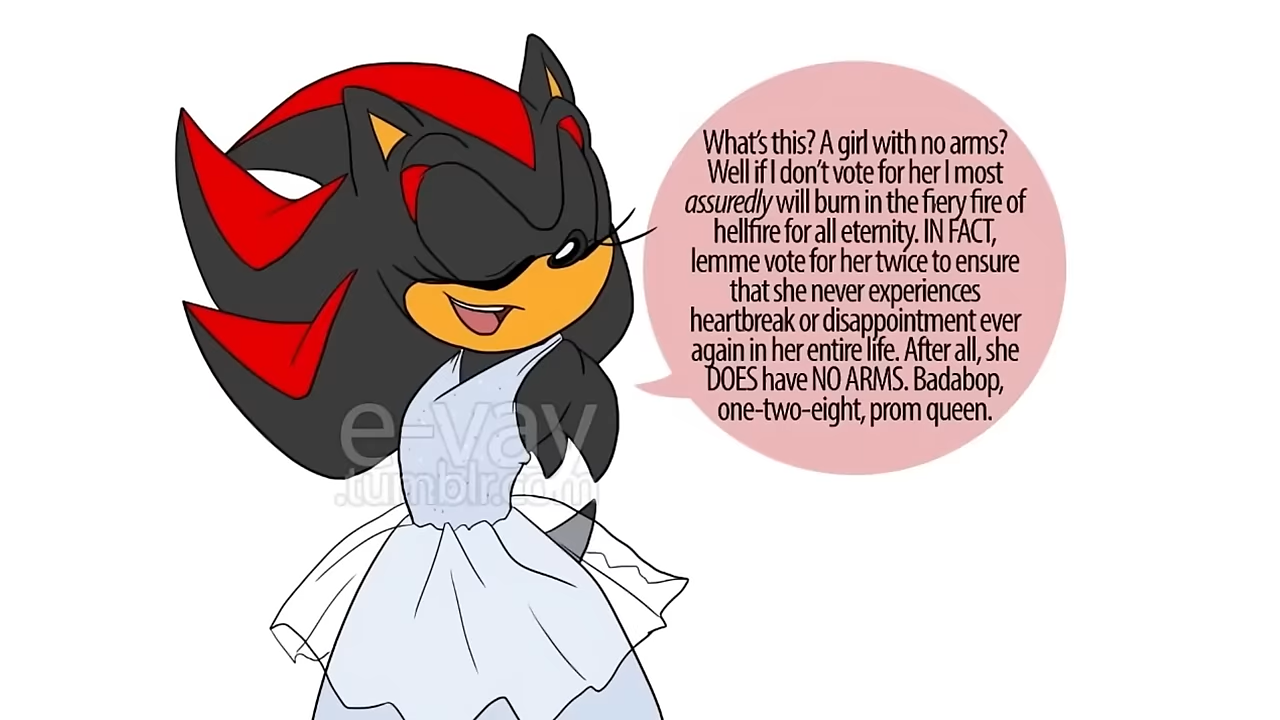 What's this? A girl with no arms?
Well if I don't vote for her I most
assuredly will burn in the fiery fire of
hellfire for all eternity. IN FACT,
lemme vote for her twice to ensure
that she never experiences
heartbreak or disappointment ever
again in her entire life. After all, she
DOES have NO ARMS. Badabop,
one-two-eight, prom queen.
e-vay
.tumblr.com